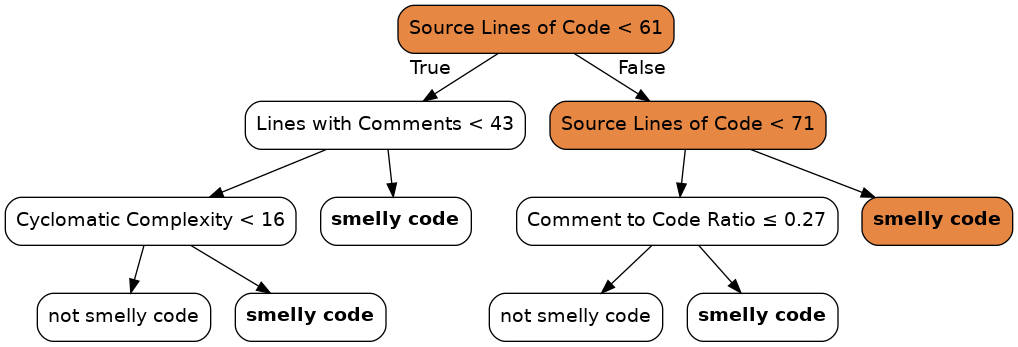 Source Lines of Code < 61
True
False
Lines with Comments < 43
Source Lines of Code < 71
Cyclomatic Complexity < 16
smelly code
Comment to Code Ratio ≤ 0.27
smelly code
not smelly code
smelly code
not smelly code
smelly code